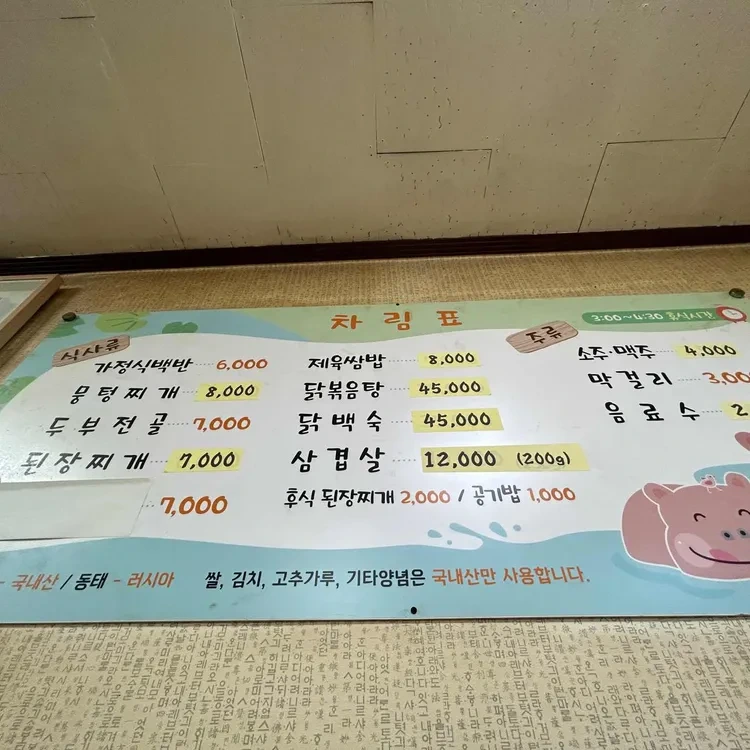 차림표
식사류
가정식백반 6,000
뭉텅찌개 8,000
두부전골 7,000
된장찌개 7,000
7,000
제육쌈밥 8,000
닭볶음탕 45,000
닭백숙 45,000
삼겹살 12,000 (200g)
후식 된장찌개 2,000 / 공기밥 1,000
주류
3:00~4:30 휴식시간
소주·맥주 4,000
막걸리 3,00
음료수 2
- 국내산 / 동태 - 러시아
쌀, 김치, 고추가루, 기타양념은 국내산만 사용합니다.